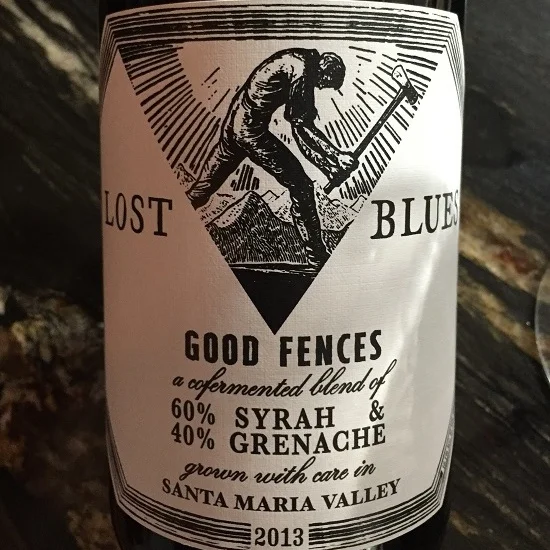 LOST BLUES
GOOD FENCES
a cofermented blend of
60% SYRAH &
40% GRENACHE
grown with care in
SANTA MARIA VALLEY
2013